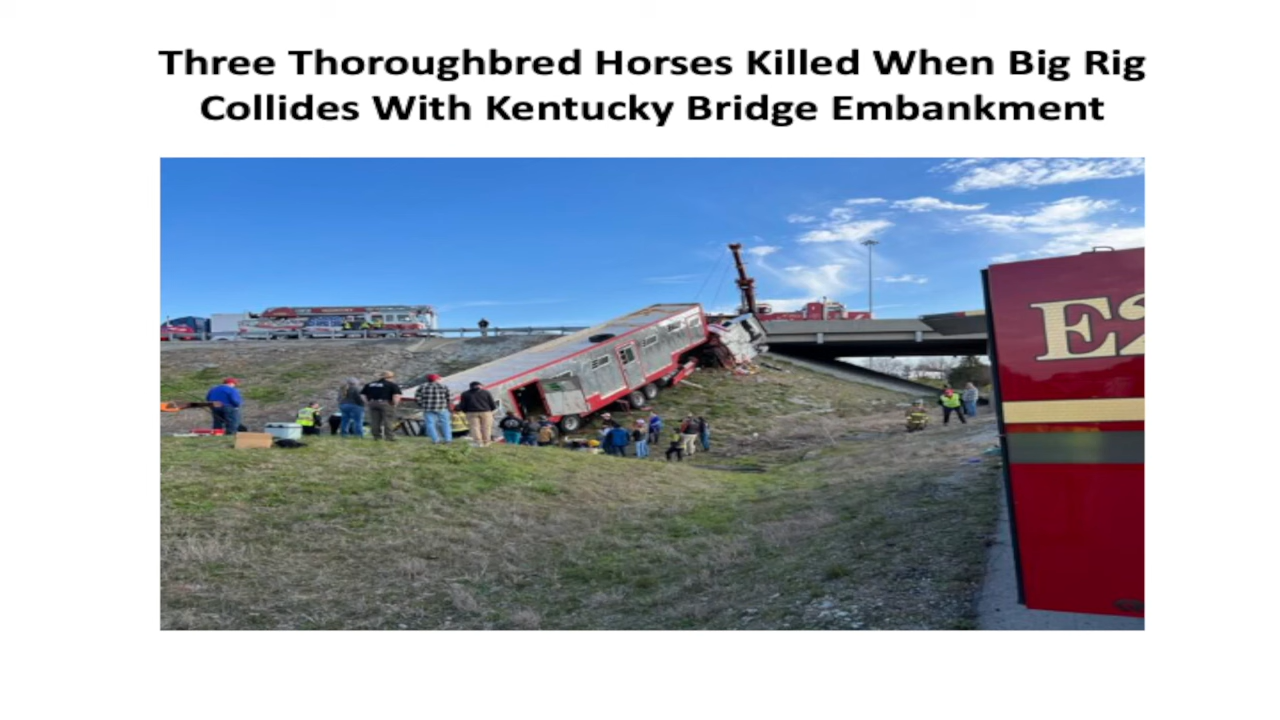 Three Thoroughbred Horses Killed When Big Rig
Collides With Kentucky Bridge Embankment